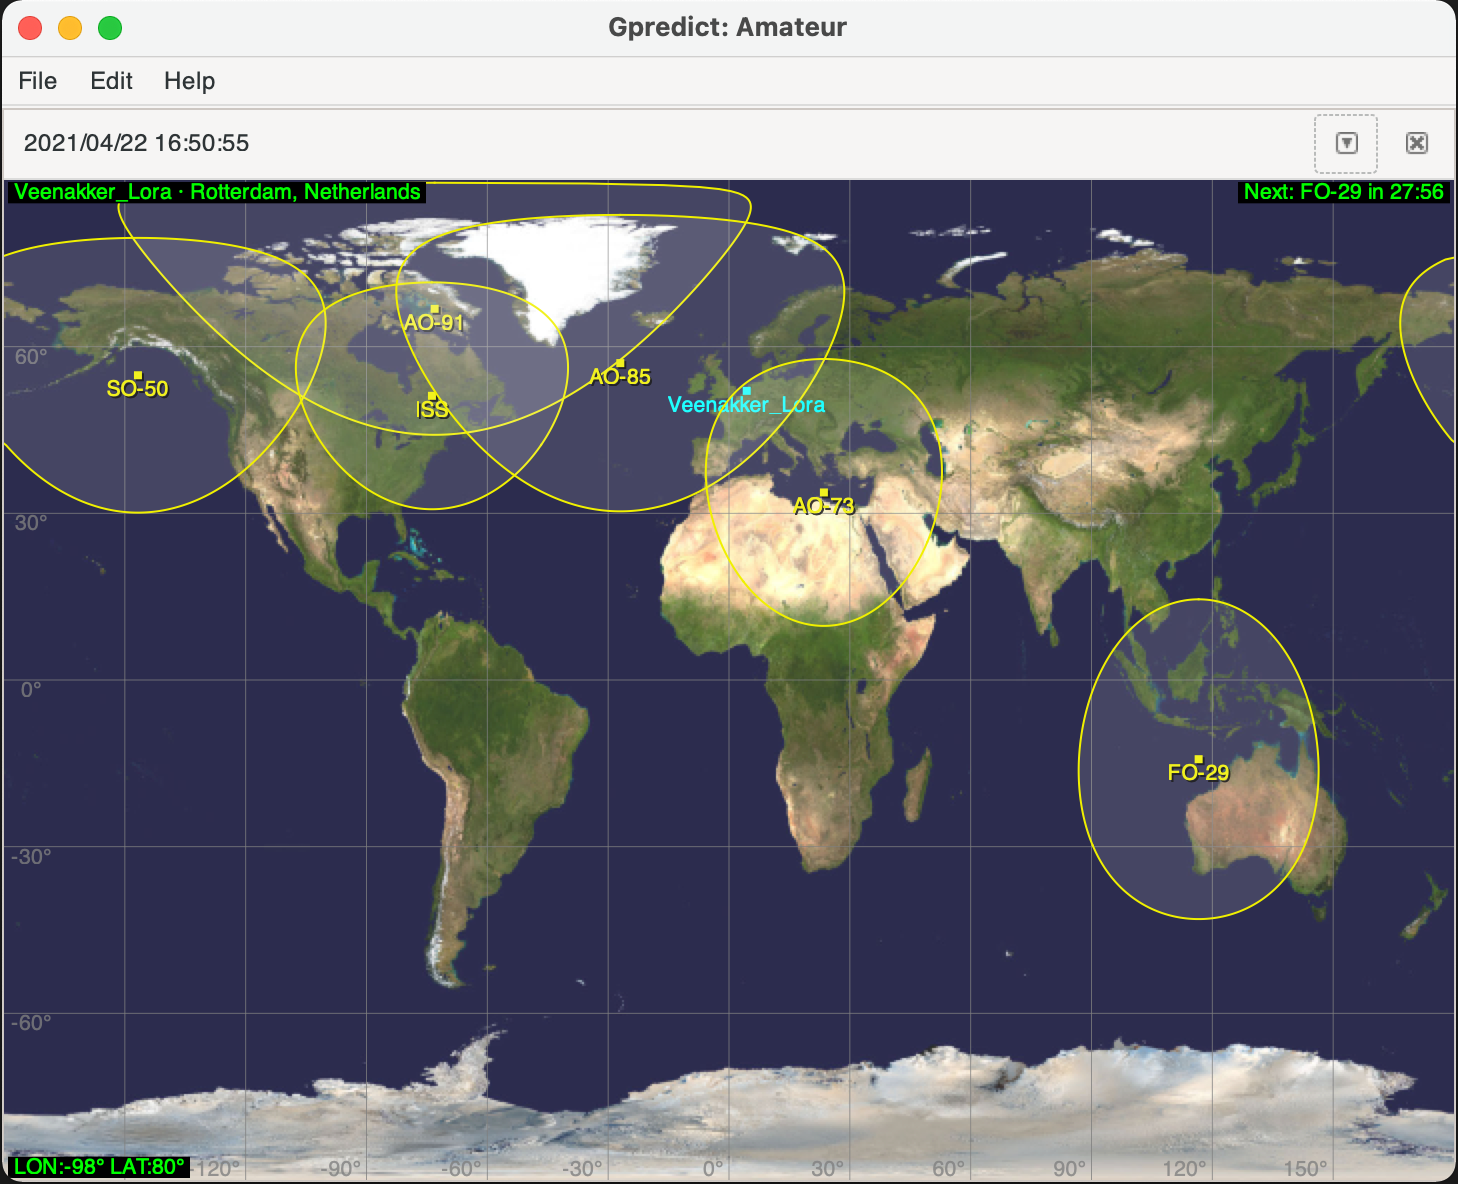 Gpredict: Amateur
File Edit Help
2021/04/22 16:50:55
Veenakker_Lora · Rotterdam, Netherlands
Next: FO-29 in 27:56
AO-91
60°
AO-85
SO-50
ISS
Veenakker_Lora
AO-73
30°
0°
FO-29
-30°
-60°
LON:-98° LAT:80°
-120° -90° -60° -30° 0° 30° 60° 90° 120° 150°